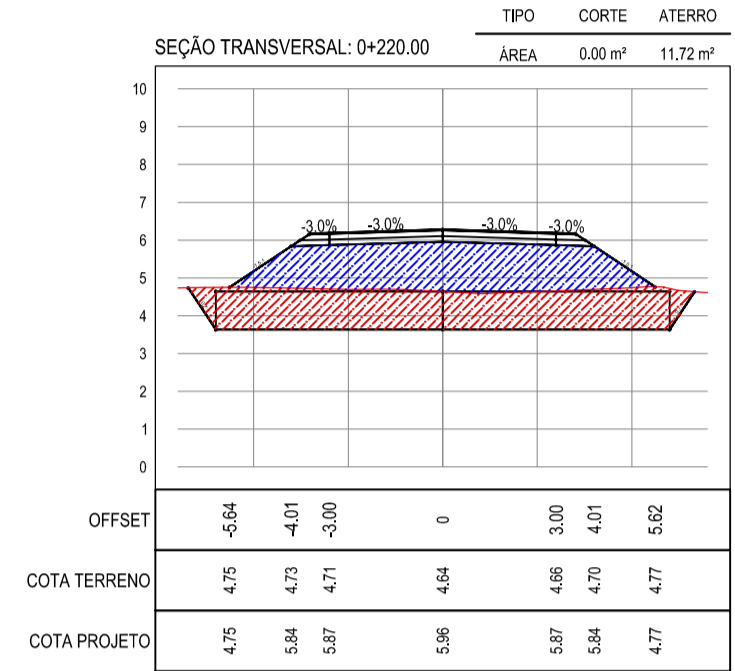 TIPO CORTE ATERRO
SEÇÃO TRANSVERSAL: 0+220.00
ÁREA 0.00 m² 11.72 m²
10
9
8
7
-3.0% -3.0% -3.0% -3.0%
6
5
4
3
2
1
0
OFFSET -5.64 -4.01 -3.00 0 3.00 4.01 5.62
COTA TERRENO 4.75 4.73 4.71 4.64 4.66 4.70 4.77
COTA PROJETO 4.75 5.84 5.87 5.96 5.87 5.84 4.77